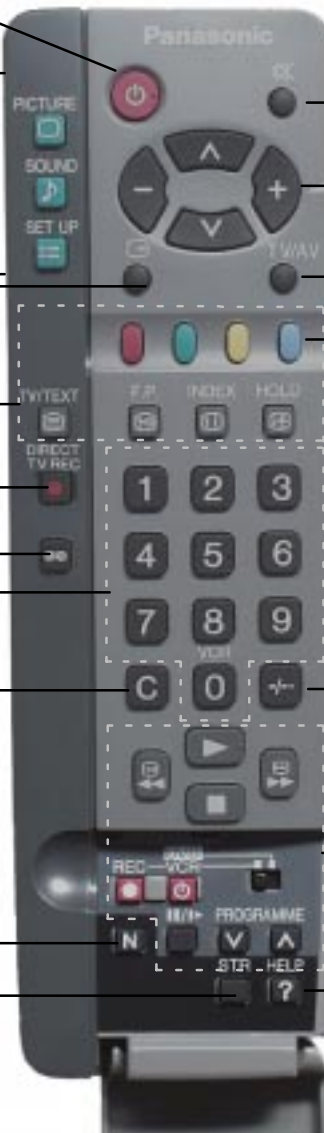 Panasonic
PICTURE
SOUND
SET UP
TV/AV
TV/TEXT
F.P.
INDEX
HOLD
DIRECT
TV REC
1 2 3
4 5 6
7 8 9
VCR
C 0 -/--
REC VCR
PROGRAMME
N
STR HELP
?